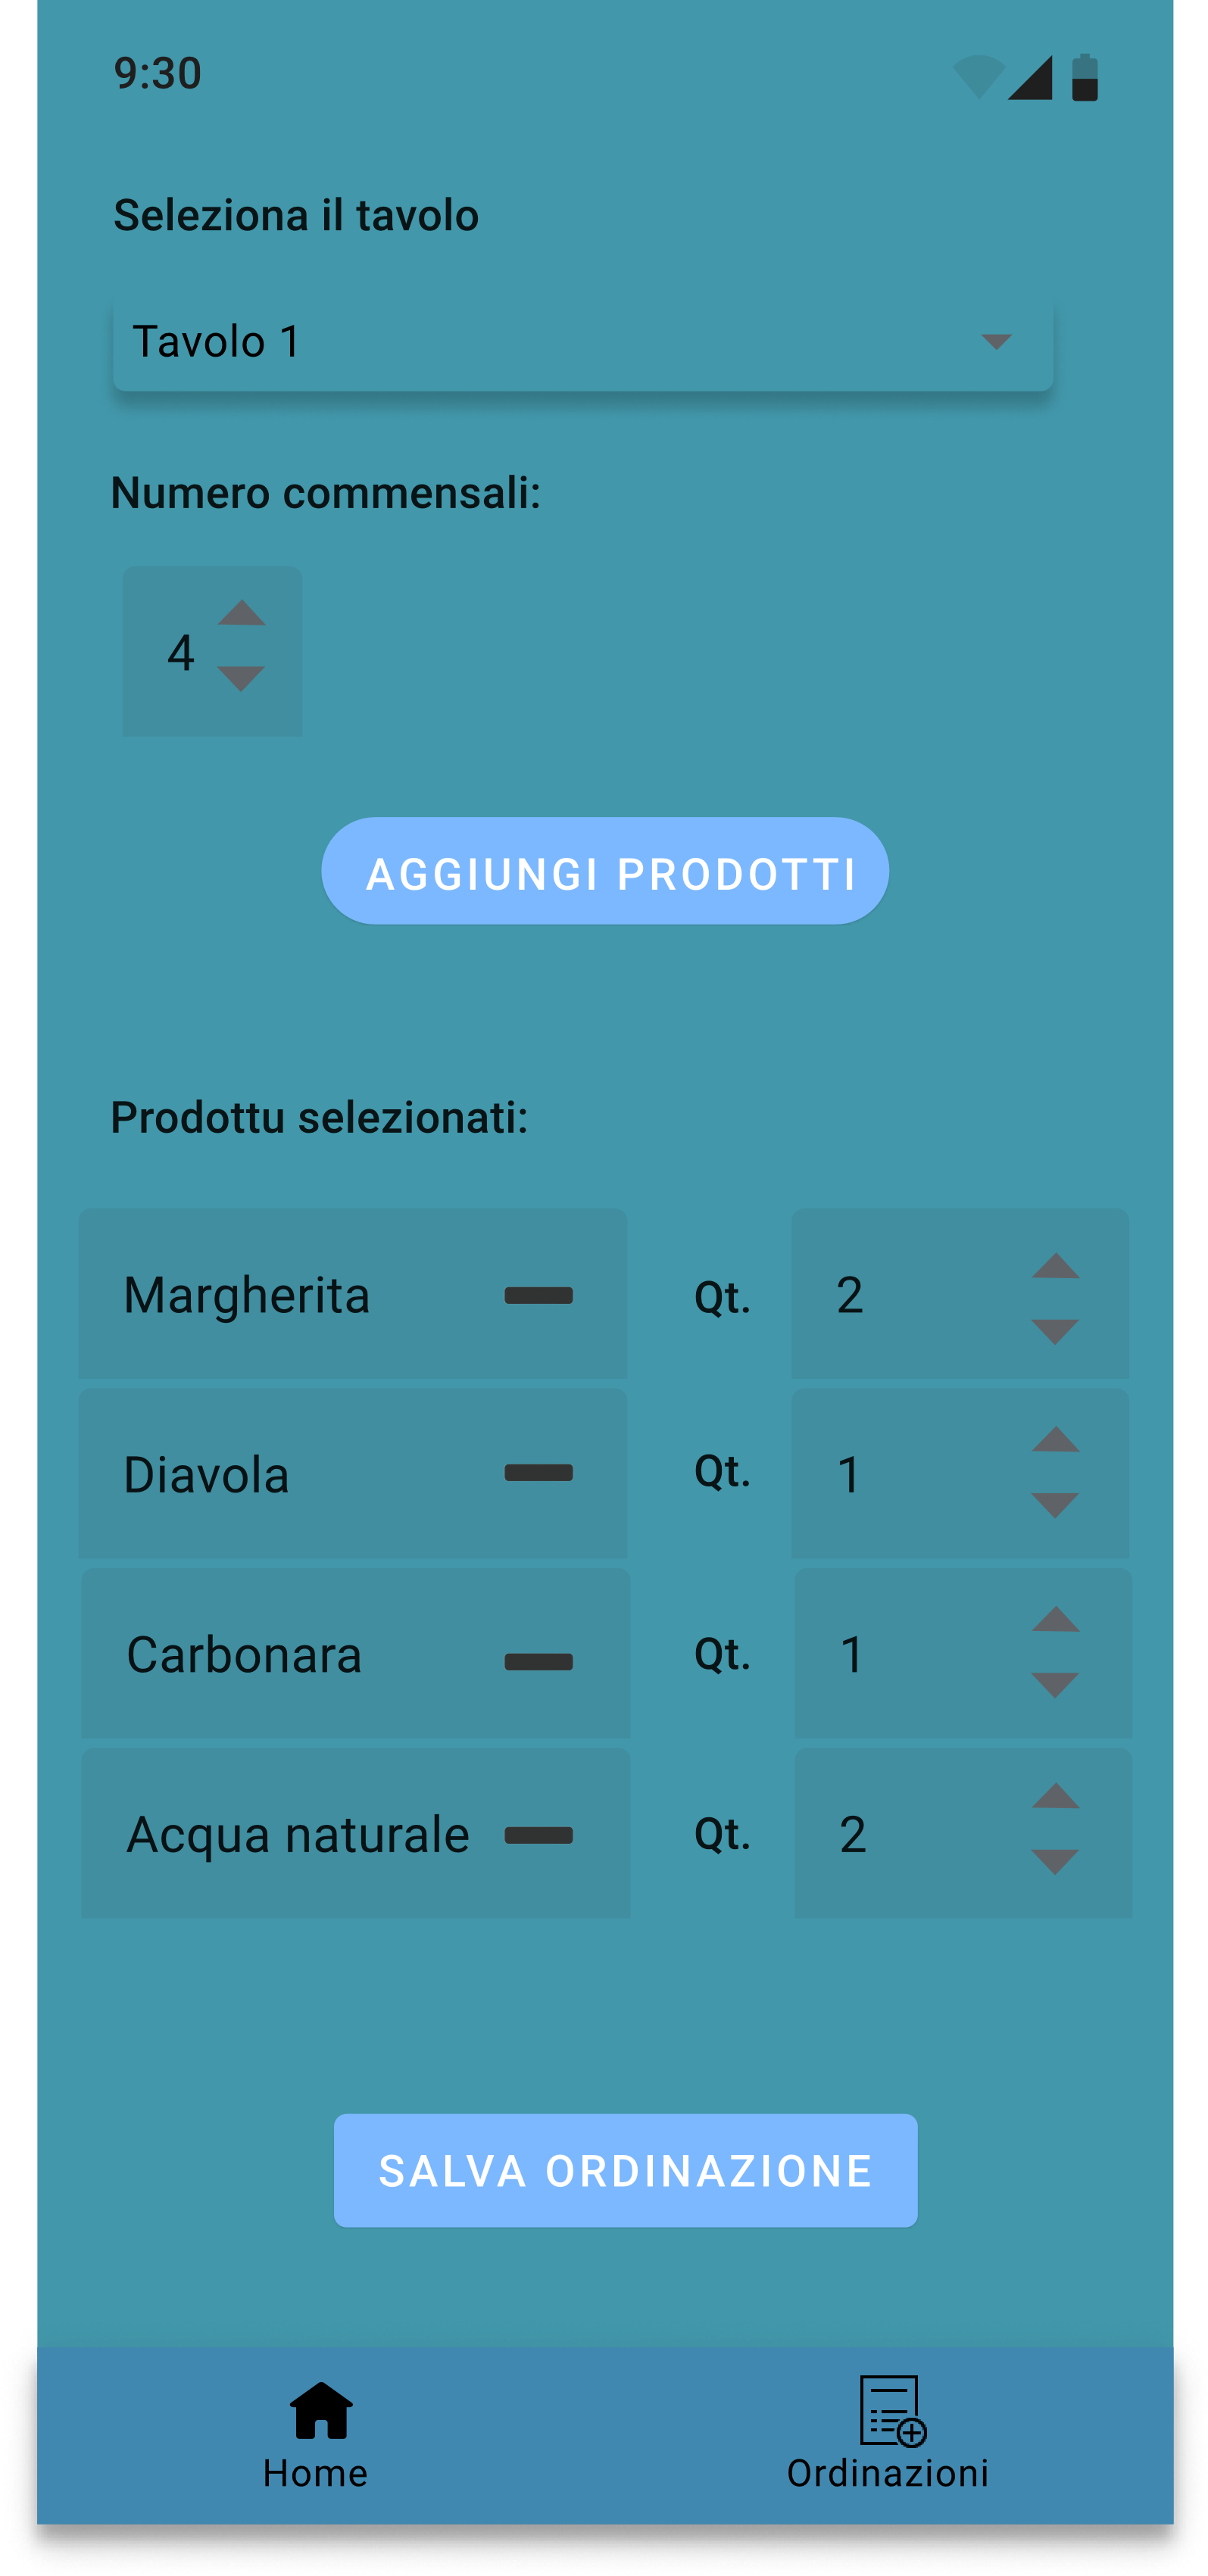 9:30
Seleziona il tavolo
Tavolo 1
Numero commensali:
4
AGGIUNGI PRODOTTI
Prodottu selezionati:
Margherita Qt. 2
Diavola Qt. 1
Carbonara Qt. 1
Acqua naturale Qt. 2
SALVA ORDINAZIONE
Home Ordinazioni